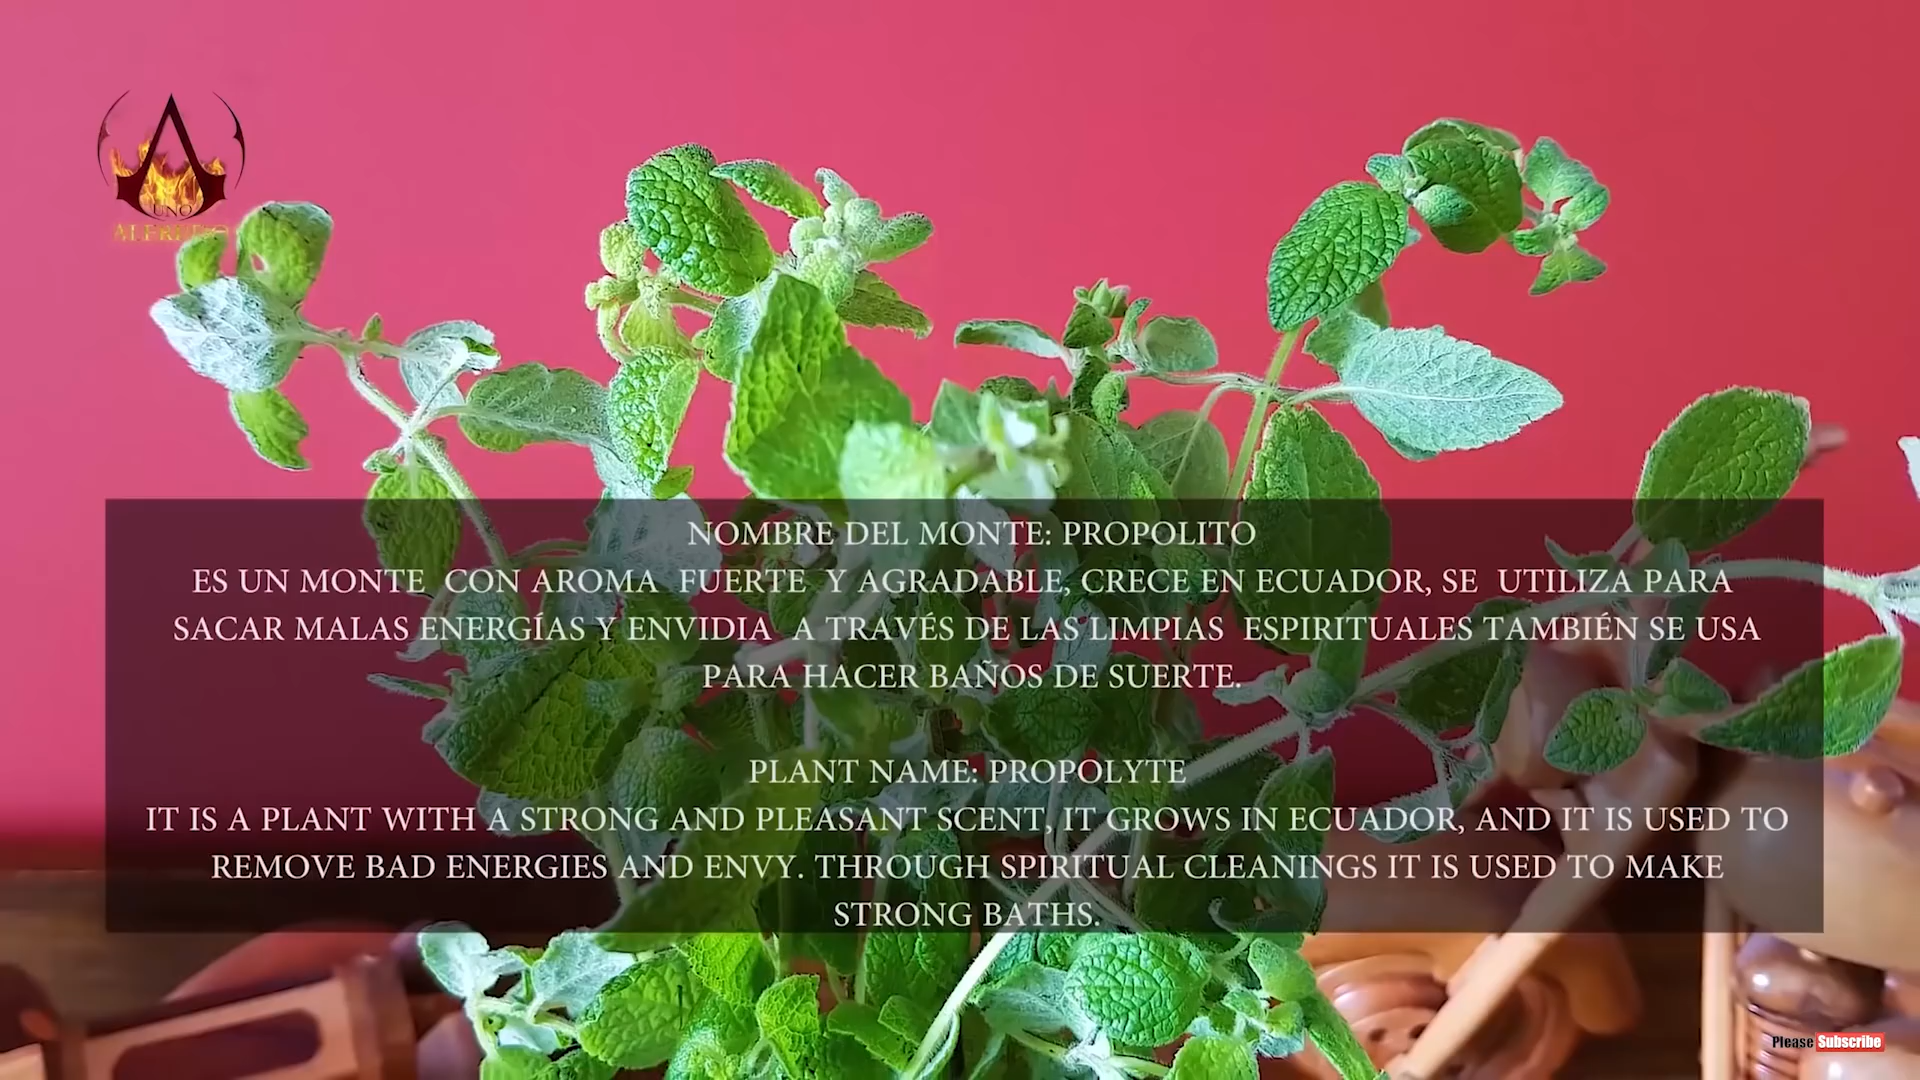 UNO
ALFREDO
NOMBRE DEL MONTE: PROPOLITO
ES UN MONTE CON AROMA FUERTE Y AGRADABLE, CRECE EN ECUADOR, SE UTILIZA PARA
SACAR MALAS ENERGÍAS Y ENVIDIA A TRAVÉS DE LAS LIMPIAS ESPIRITUALES TAMBIÉN SE USA
PARA HACER BAÑOS DE SUERTE.
PLANT NAME: PROPOLYTE
IT IS A PLANT WITH A STRONG AND PLEASANT SCENT, IT GROWS IN ECUADOR, AND IT IS USED TO
REMOVE BAD ENERGIES AND ENVY. THROUGH SPIRITUAL CLEANINGS IT IS USED TO MAKE
STRONG BATHS.
Please Subscribe